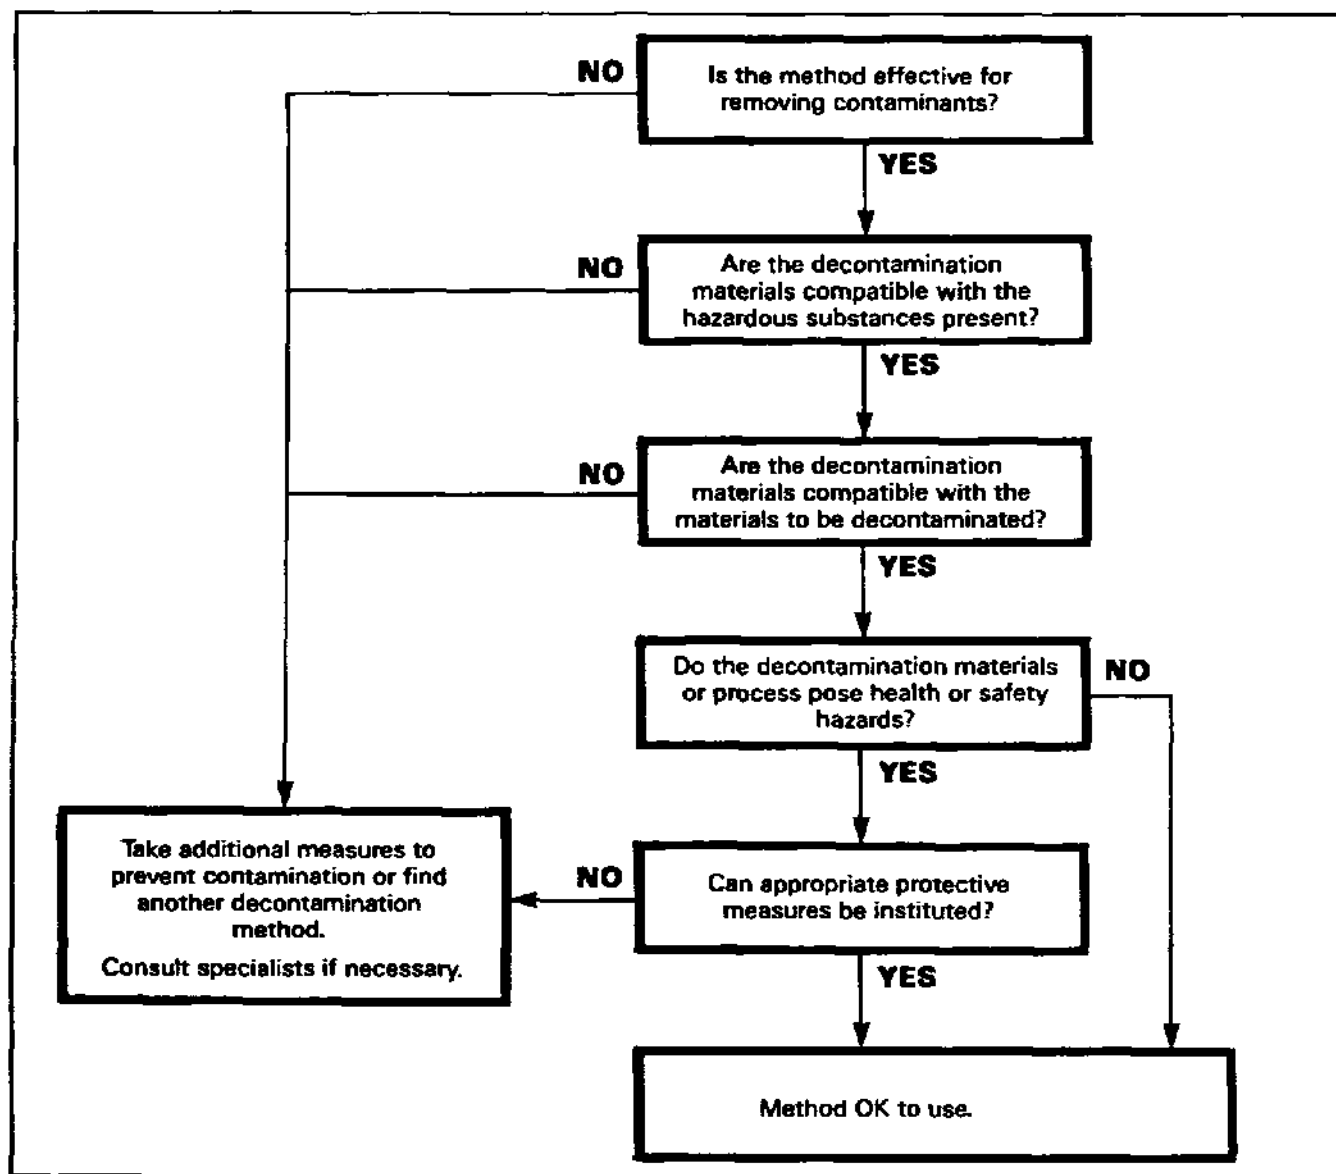 NO
Is the method effective for
removing contaminants?
YES
NO
Are the decontamination
materials compatible with the
hazardous substances present?
YES
NO
Are the decontamination
materials compatible with the
materials to be decontaminated?
YES
Do the decontamination materials
or process pose health or safety
hazards?
NO
YES
Take additional measures to
prevent contamination or find
another decontamination
method.
Consult specialists if necessary.
NO
Can appropriate protective
measures be instituted?
YES
Method OK to use.